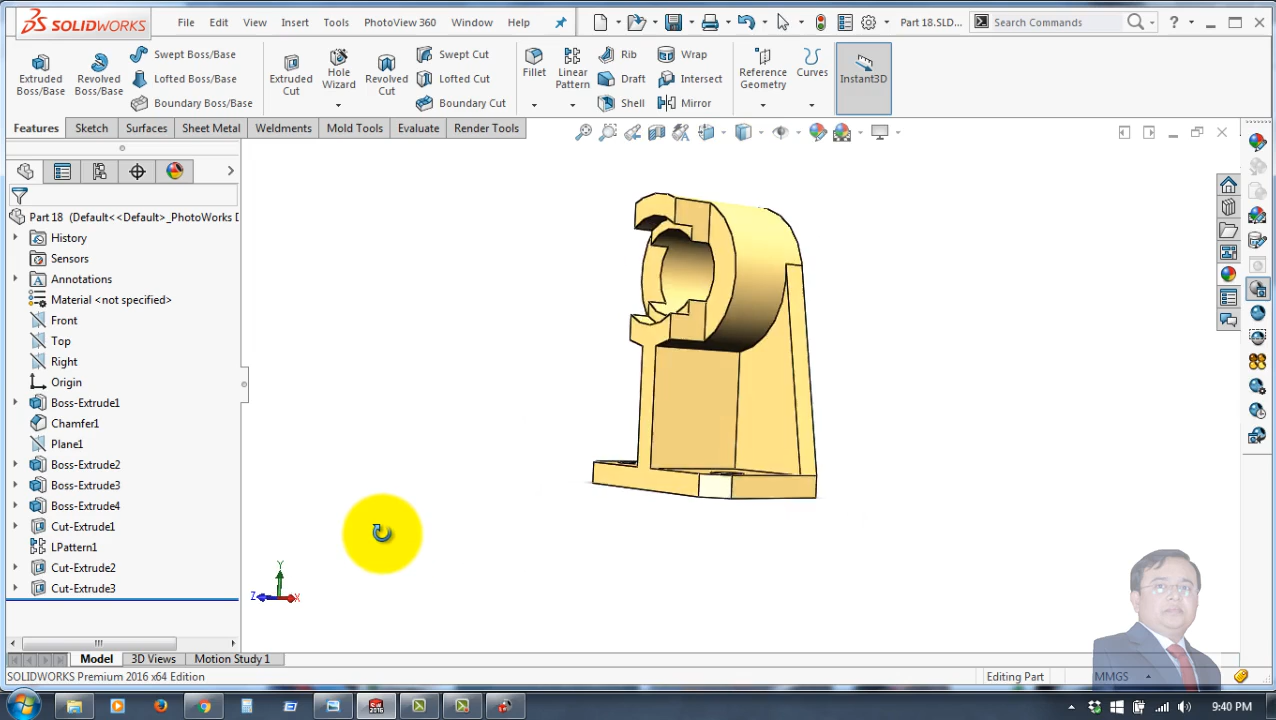 SOLIDWORKS File Edit View Insert Tools PhotoView 360 Window Help Part 18.SLD... Search Commands ?
Extruded Boss/Base
Revolved Boss/Base
Swept Boss/Base
Lofted Boss/Base
Boundary Boss/Base
Extruded Cut
Hole Wizard
Revolved Cut
Swept Cut
Lofted Cut
Boundary Cut
Fillet
Linear Pattern
Rib
Draft
Shell
Wrap
Intersect
Mirror
Reference Geometry
Curves
Instant3D
Features Sketch Surfaces Sheet Metal Weldments Mold Tools Evaluate Render Tools
Part 18 (Default<<Default>_PhotoWorks D
History
Sensors
Annotations
Material <not specified>
Front
Top
Right
Origin
Boss-Extrude1
Chamfer1
Plane1
Boss-Extrude2
Boss-Extrude3
Boss-Extrude4
Cut-Extrude1
LPattern1
Cut-Extrude2
Cut-Extrude3
Y
Z X
Model 3D Views Motion Study 1
SOLIDWORKS Premium 2016 x64 Edition Editing Part MMGS
9:40 PM